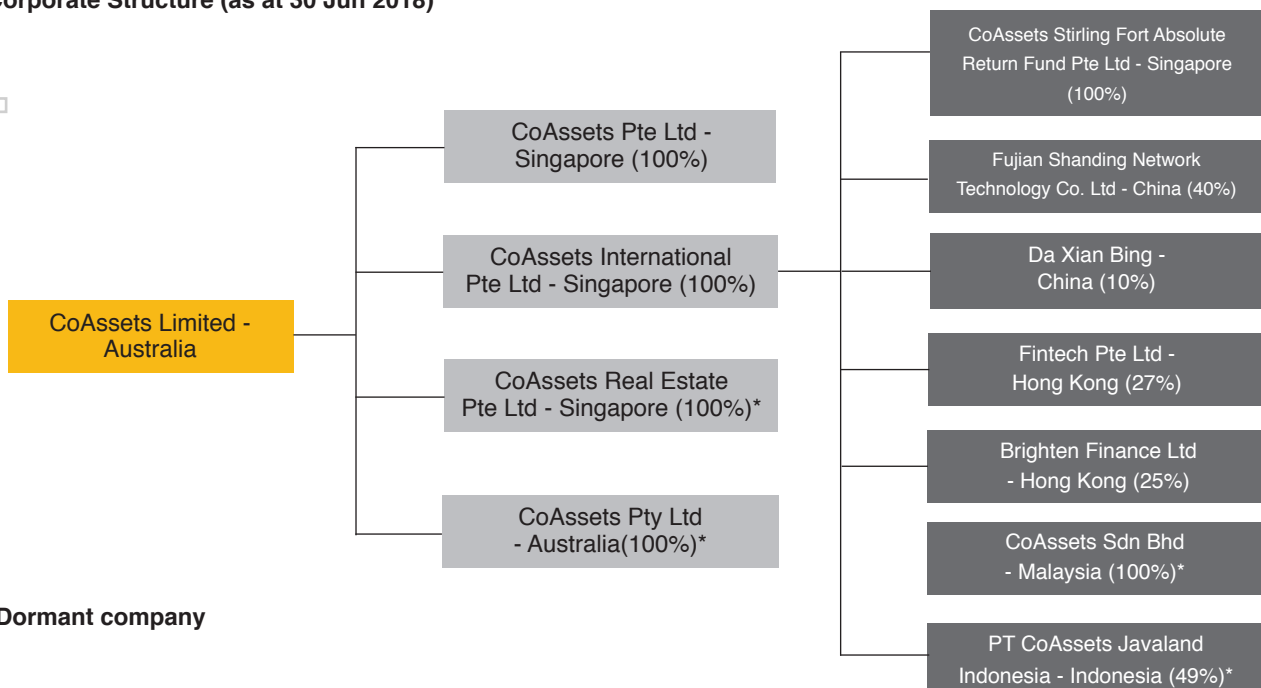 Corporate Structure (as at 30 Jun 2018)
CoAssets Limited -
Australia
CoAssets Pte Ltd -
Singapore (100%)
CoAssets International
Pte Ltd - Singapore (100%)
CoAssets Real Estate
Pte Ltd - Singapore (100%)*
CoAssets Pty Ltd
- Australia(100%)*
CoAssets Stirling Fort Absolute
Return Fund Pte Ltd - Singapore
(100%)
Fujian Shanding Network
Technology Co. Ltd - China (40%)
Da Xian Bing -
China (10%)
Fintech Pte Ltd -
Hong Kong (27%)
Brighten Finance Ltd
- Hong Kong (25%)
CoAssets Sdn Bhd
- Malaysia (100%)*
PT CoAssets Javaland
Indonesia - Indonesia (49%)*
Dormant company